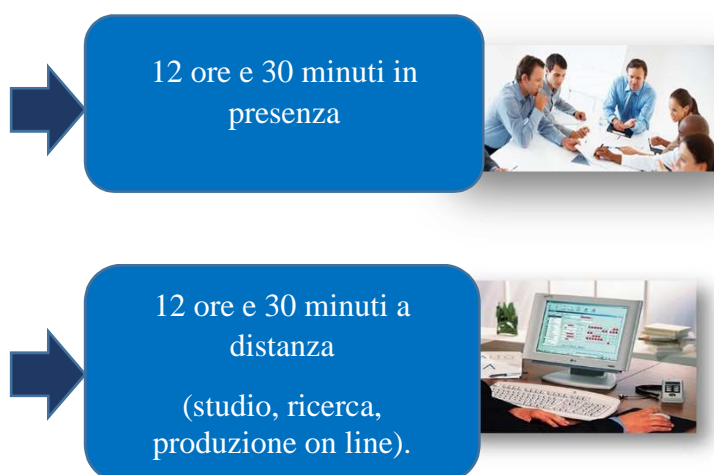 12 ore e 30 minuti in
presenza
12 ore e 30 minuti a
distanza
(studio, ricerca,
produzione on line).